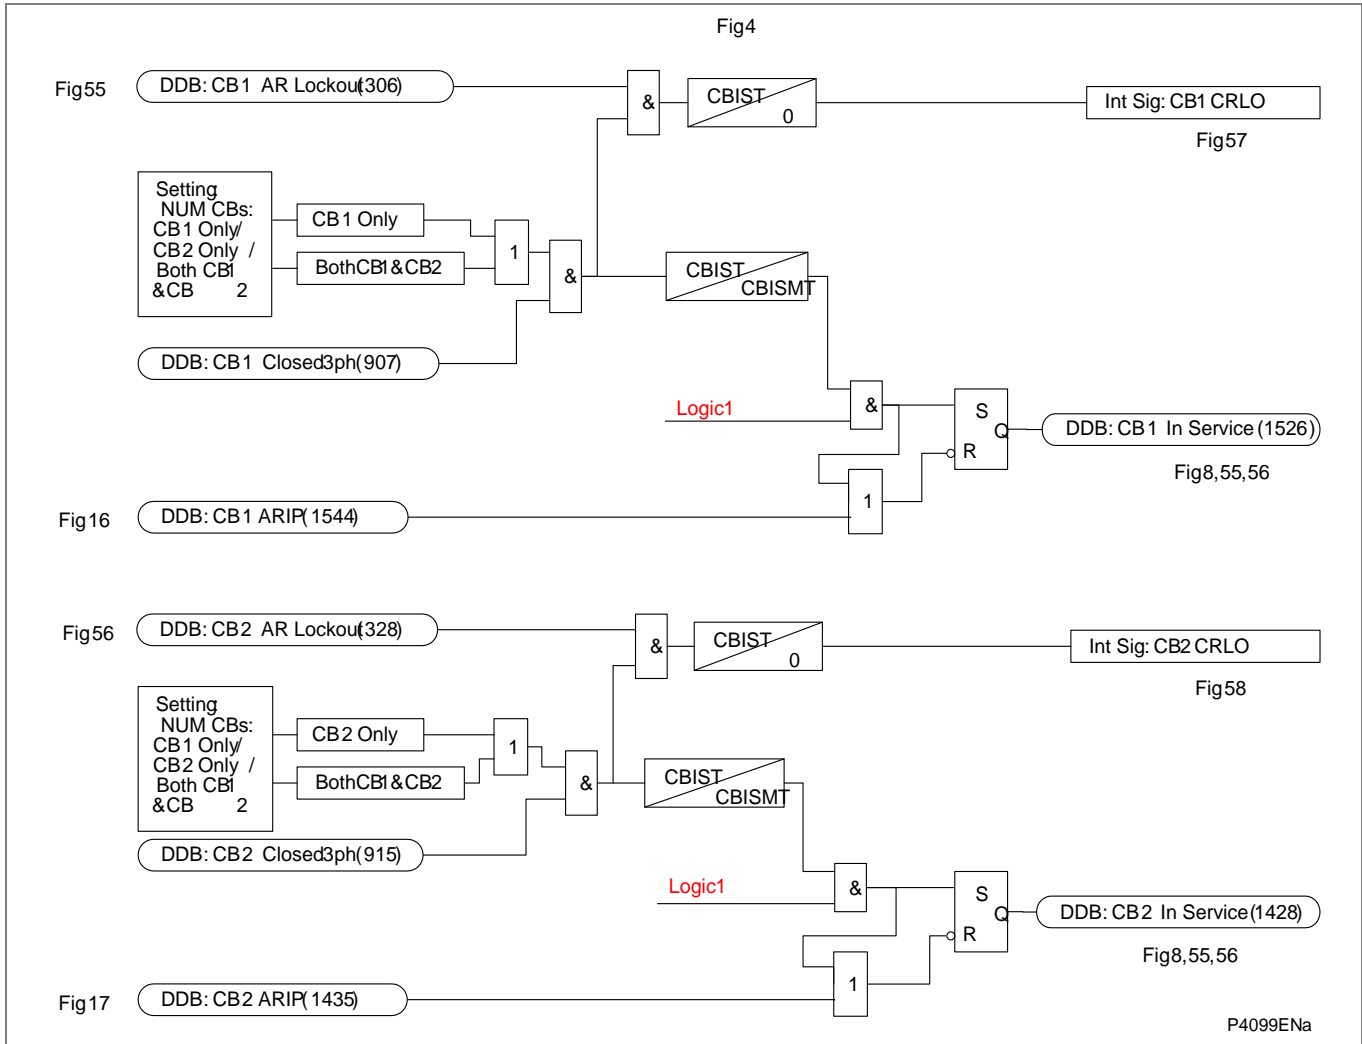 Fig4
Fig55
DDB: CB1 AR Lockout(306)
&
CBIST
0
Int Sig: CB1 CRLO
Fig57
Setting:
NUM CBs:
CB1 Only/
CB2 Only /
Both CB1
&CB 2
CB1 Only
BothCB1&CB2
1
&
CBIST
CBISMT
DDB: CB1 Closed3ph(907)
Logic1
&
S
Q
R
DDB: CB1 In Service(1526)
Fig8,55,56
1
Fig16
DDB: CB1 ARIP(1544)
Fig56
DDB: CB2 AR Lockout(328)
&
CBIST
0
Int Sig: CB2 CRLO
Fig58
Setting:
NUM CBs:
CB1 Only/
CB2 Only /
Both CB1
&CB 2
CB2 Only
BothCB1&CB2
1
&
CBIST
CBISMT
DDB: CB2 Closed3ph(915)
Logic1
&
S
Q
R
DDB: CB2 In Service(1428)
Fig8,55,56
1
Fig17
DDB: CB2 ARIP(1435)
P4099ENa